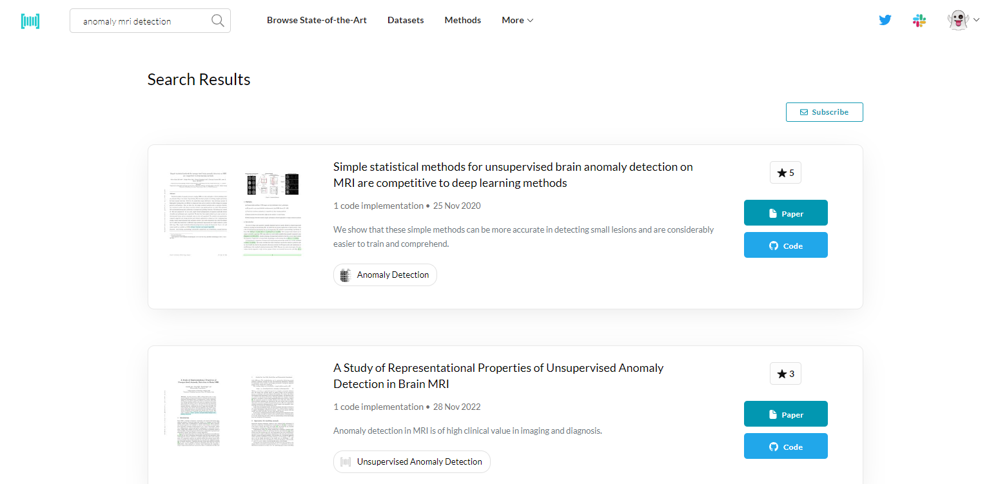 anomaly mri detection
Browse State-of-the-Art
Datasets
Methods
More
Search Results
Subscribe
Simple statistical methods for unsupervised brain anomaly detection on
MRI are competitive to deep learning methods
1 code implementation • 25 Nov 2020
We show that these simple methods can be more accurate in detecting small lesions and are considerably
easier to train and comprehend.
Anomaly Detection
★ 5
Paper
Code
A Study of Representational Properties of Unsupervised Anomaly
Detection in Brain MRI
1 code implementation • 28 Nov 2022
Anomaly detection in MRI is of high clinical value in imaging and diagnosis.
Unsupervised Anomaly Detection
★ 3
Paper
Code